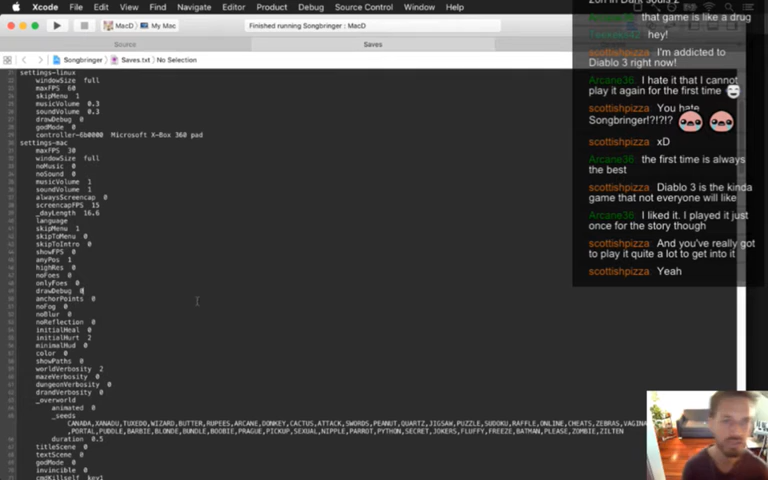 Xcode File Edit View Find Navigate Editor Product Debug Source Control Window Help
MacD My Mac Finished running Songbringer : MacD
Source Saves
Songbringer Saves.txt No Selection
settings-linux
windowSize full
maxFPS 60
skipMenu 1
musicVolume 0.3
soundVolume 0.3
drawDebug 0
godMode 0
controller-6b0000 Microsoft X-Box 360 pad
settings-mac
maxFPS 30
windowSize full
noMusic 0
noSound 0
musicVolume 1
soundVolume 1
alwaysScreencap 0
screencapFPS 15
_dayLength 16.6
language
skipMenu 1
skipToMenu 0
skipToIntro 0
showFPS 0
anyPos 1
highRes 0
noFoes 0
onlyFoes 0
drawDebug 0
anchorPoints 0
noFog 0
noBlur 0
noReflection 0
initialHeal 0
initialHurt 2
minimalHud 0
color 0
showPaths 0
worldVerbosity 2
mazeVerbosity 0
dungeonVerbosity 0
drandVerbosity 0
_overworld
animated 0
_seeds
CANADA,XANADU,TUXEDO,WIZARD,BUTTER,RUPEES,ARCANE,DONKEY,CACTUS,ATTACK,SWORDS,PEANUT,QUARTZ,JIGSAW,PUZZLE,SUDOKU,RAFFLE,ONLINE,CHEATS,ZEBRAS,VAGINA
,PORTAL,PUDDLE,BARBIE,BLONDE,BUNDLE,BOOBIE,PRAGUE,PICKUP,SEXUAL,NIPPLE,PARROT,PYTHON,SECRET,JOKERS,FLUFFY,FREEZE,BATMAN,PLEASE,ZOMBIE,ZILTEN
duration 0.5
titleScene 0
textScene 0
godMode 0
invincible 0
cmdKillself key1
that game is like a drug
hey!
scottishpizza I'm addicted to
Diablo 3 right now!
Arcane36 I hate it that I cannot
play it again for the first time
scottishpizza You hate
Songbringer!?!?!?
scottishpizza xD
Arcane36 the first time is always
the best
scottishpizza Diablo 3 is the kinda
game that not everyone will like
Arcane36 I liked it. I played it just
once for the story though
scottishpizza And you've really got
to play it quite a lot to get into it
scottishpizza Yeah